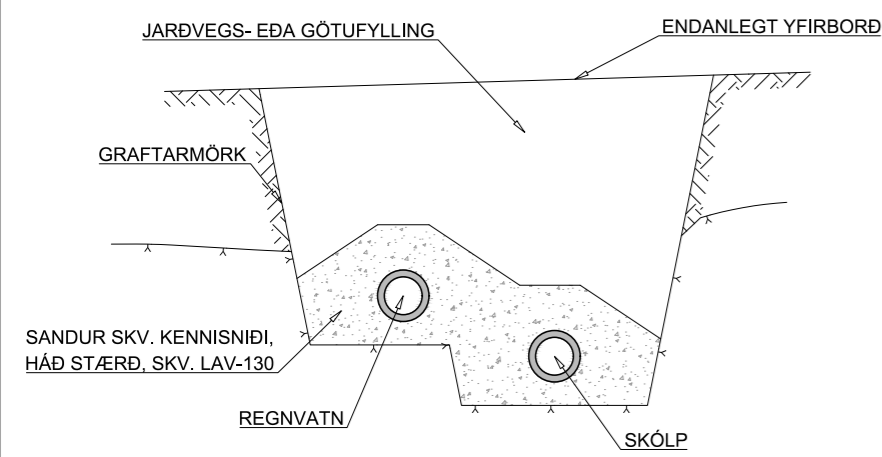 JARÐVEGS- EÐA GÖTUFYLLING
ENDANLEGT YFIRBORÐ
GRAFTARMÖRK
SANDUR SKV. KENNISNIÐI,
HÁÐ STÆRÐ, SKV. LAV-130
REGNVATN
SKÓLP